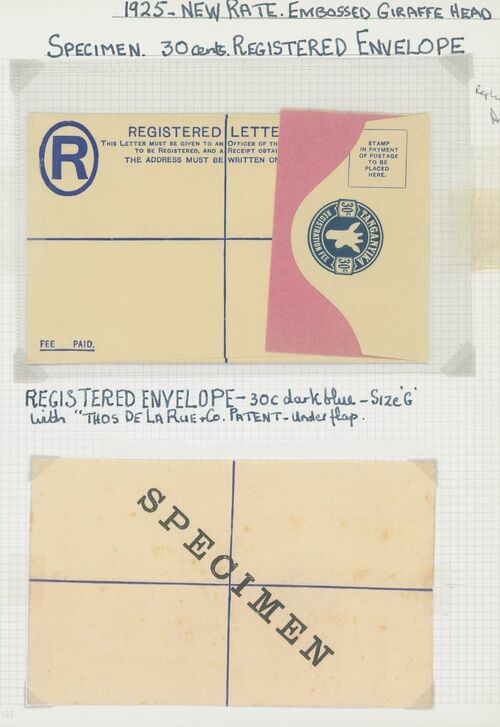 1925 - NEW RATE. EMBOSSED GIRAFFE HEAD
SPECIMEN. 30 cents. REGISTERED ENVELOPE
R
REGISTERED LETTE
THIS LETTER MUST BE GIVEN TO AN OFFICER OF TH
TO BE REGISTERED, AND A RECEIPT OBTAI
THE ADDRESS MUST BE WRITTEN ON
FEE PAID.
STAMP
IN PAYMENT
OF POSTAGE
TO BE
PLACED
HERE.
TANGANYIKA
30 c
REGISTRATION FEE
30 c
REGISTERED ENVELOPE - 30c dark blue - Size 'G'
with "THOS DE LA RUE + Co. PATENT - under flap.
SPECIMEN